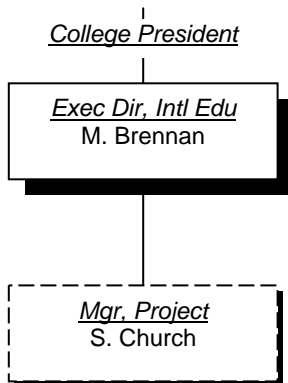 College President
Exec Dir, Intl Edu
M. Brennan
Mgr, Project
S. Church